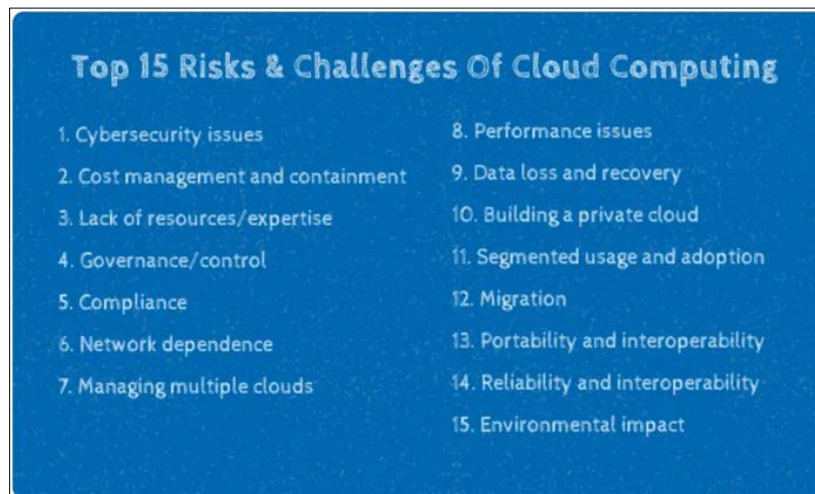 Top 15 Risks & Challenges Of Cloud Computing
1. Cybersecurity issues
2. Cost management and containment
3. Lack of resources/expertise
4. Governance/control
5. Compliance
6. Network dependence
7. Managing multiple clouds
8. Performance issues
9. Data loss and recovery
10. Building a private cloud
11. Segmented usage and adoption
12. Migration
13. Portability and interoperability
14. Reliability and interoperability
15. Environmental impact